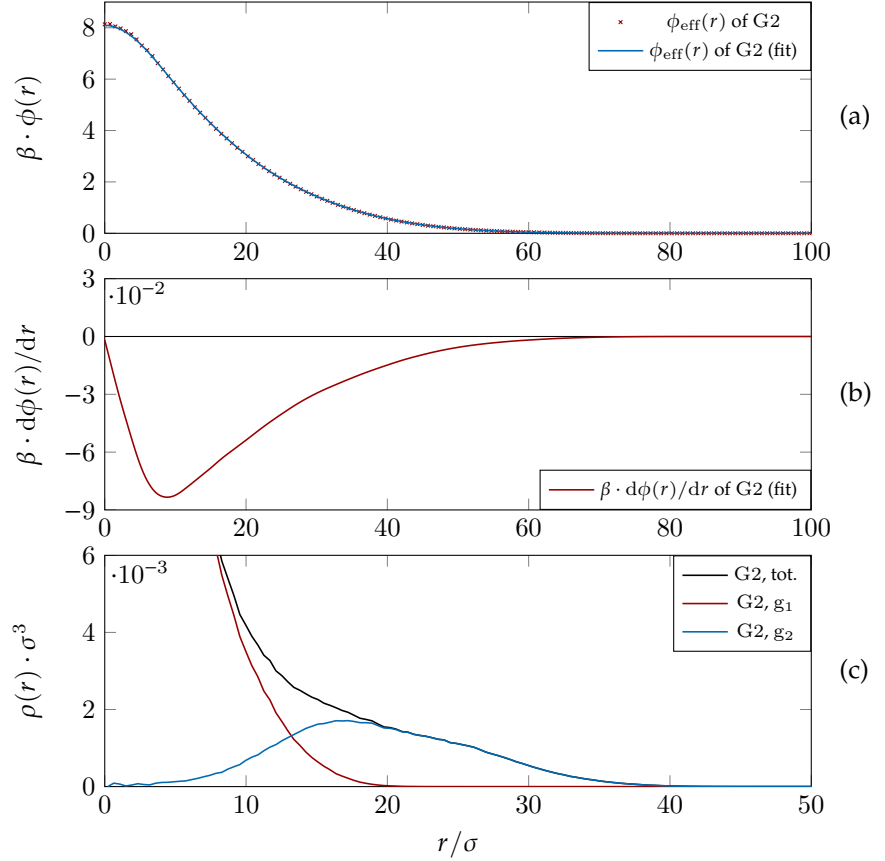 8
6
4
2
0
β · ϕ(r)
ϕeff(r) of G2
ϕeff(r) of G2 (fit)
(a)
0 20 40 60 80 100
3
0
−3
−6
−9
·10−2
β · dϕ(r)/dr
β · dϕ(r)/dr of G2 (fit)
(b)
0 20 40 60 80 100
6
4
2
0
·10−3
ρ(r) · σ3
G2, tot.
G2, g1
G2, g2
(c)
0 10 20 30 40 50
r/σ